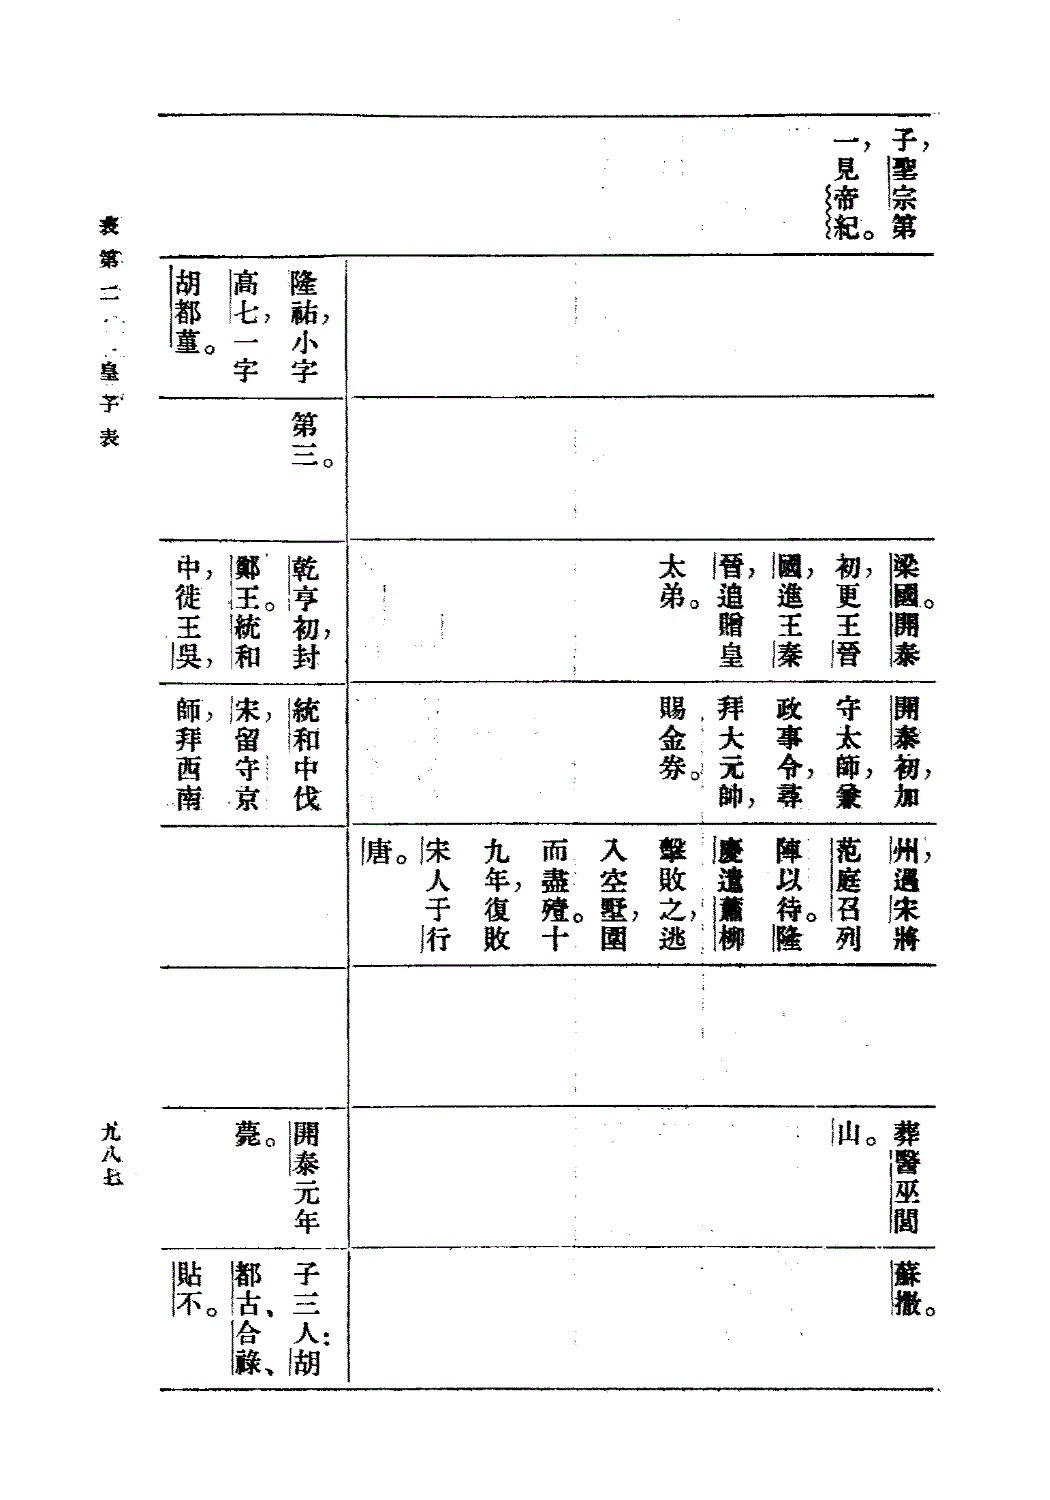 子，聖宗第
一，見帝紀。
梁國。開泰
初，更王晉
國，進王秦
晉，追贈皇
太弟。
開泰初，加
守太師，兼
政事令，尋
拜大元帥，
賜金券。
州，遇宋將
范庭召列
陣以待。隆
慶遣蕭柳
擊敗之，逃
入空墅，圍
而盡殪。十
九年，復敗
宋人于行
唐。
葬醫巫閭
山。
蘇撒。
隆祐，小字
高七，一字
胡都堇。
第三。
乾亨初，封
鄭王。統和
中，徙王吳，
統和中伐
宋，留守京
師，拜西南
開泰元年
薨。
子三人：胡
都古、合祿、
貼不。
表第二　皇子表
九八七